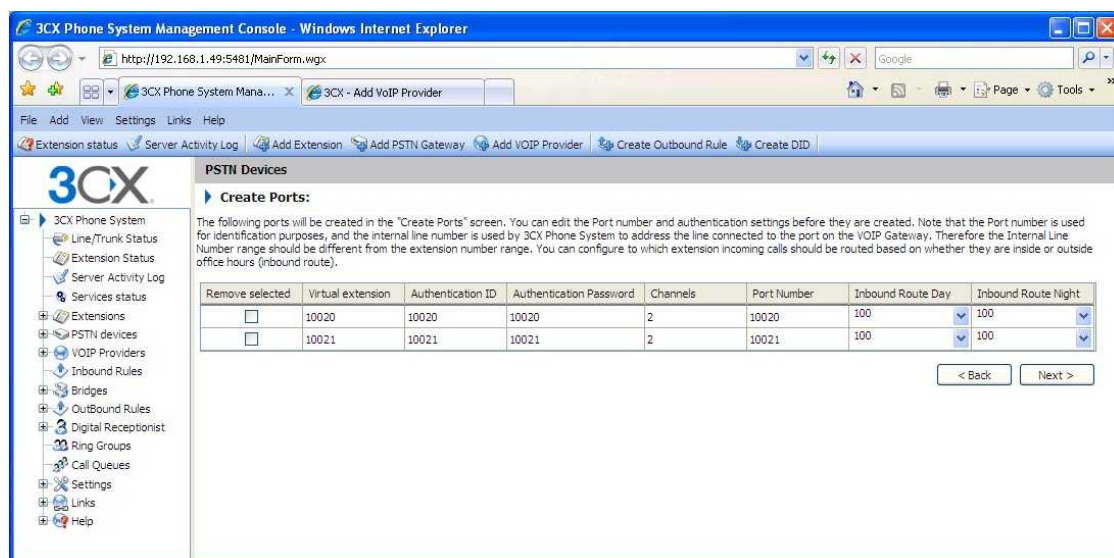 3CX Phone System Management Console - Windows Internet Explorer
http://192.168.1.49:5481/MainForm.wgx
Google
3CX Phone System Mana... X
3CX - Add VoIP Provider
Page
Tools
File Add View Settings Links Help
Extension status Server Activity Log Add Extension Add PSTN Gateway Add VOIP Provider Create Outbound Rule Create DID
3CX
PSTN Devices
Create Ports:
The following ports will be created in the "Create Ports" screen. You can edit the Port number and authentication settings before they are created. Note that the Port number is used
for identification purposes, and the internal line number is used by 3CX Phone System to address the line connected to the port on the VOIP Gateway. Therefore the Internal Line
Number range should be different from the extension number range. You can configure to which extension incoming calls should be routed based on whether they are inside or outside
office hours (inbound route).
Remove selected Virtual extension Authentication ID Authentication Password Channels Port Number Inbound Route Day Inbound Route Night
10020 10020 10020 2 10020 100 100
10021 10021 10021 2 10021 100 100
< Back Next >
3CX Phone System
Line/Trunk Status
Extension Status
Server Activity Log
Services status
Extensions
PSTN devices
VOIP Providers
Inbound Rules
Bridges
OutBound Rules
Digital Receptionist
Ring Groups
Call Queues
Settings
Links
Help